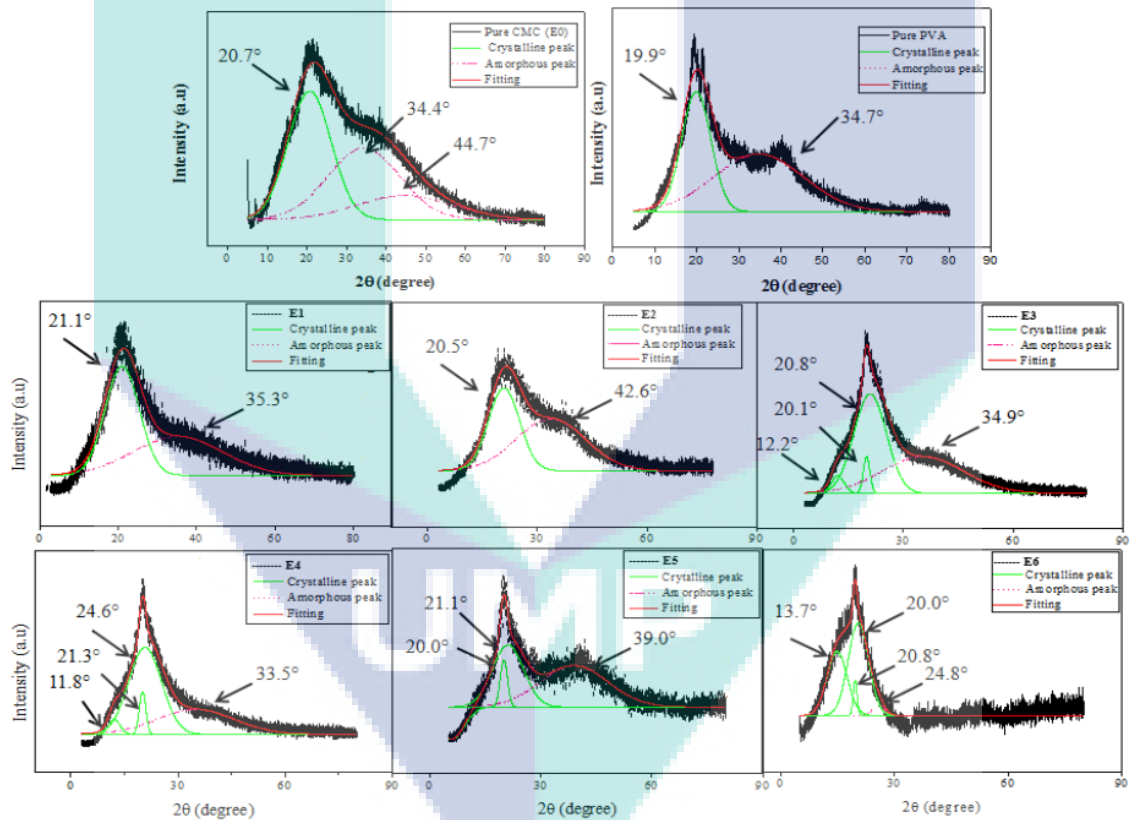 Pure CMC (E0)
Crystalline peak
Amorphous peak
Fitting
20.7°
34.4°
44.7°
Intensity (a.u)
0 10 20 30 40 50 60 70 80 90
2θ (degree)
Pure PVA
Crystalline peak
Amorphous peak
Fitting
19.9°
34.7°
Intensity (a.u)
0 10 20 30 40 50 60 70 80 90
2θ (degree)
E1
Crystalline peak
Amorphous peak
Fitting
21.1°
35.3°
Intensity (a.u)
0 20 40 60 80
E2
Crystalline peak
Amorphous peak
Fitting
20.5°
42.6°
0 30 60 90
E3
Crystalline peak
Amorphous peak
Fitting
20.8°
20.1°
12.2°
34.9°
0 30 60 90
E4
Crystalline peak
Amorphous peak
Fitting
24.6°
21.3°
11.8°
33.5°
Intensity (a.u)
0 30 60 90
2θ (degree)
E5
Crytalline peak
Amorphous peak
Fitting
21.1°
20.0°
39.0°
0 30 60 90
2θ (degree)
E6
Crystalline peak
Amorphous peak
Fitting
13.7°
20.0°
20.8°
24.8°
0 30 60 90
2θ (degree)
UMP